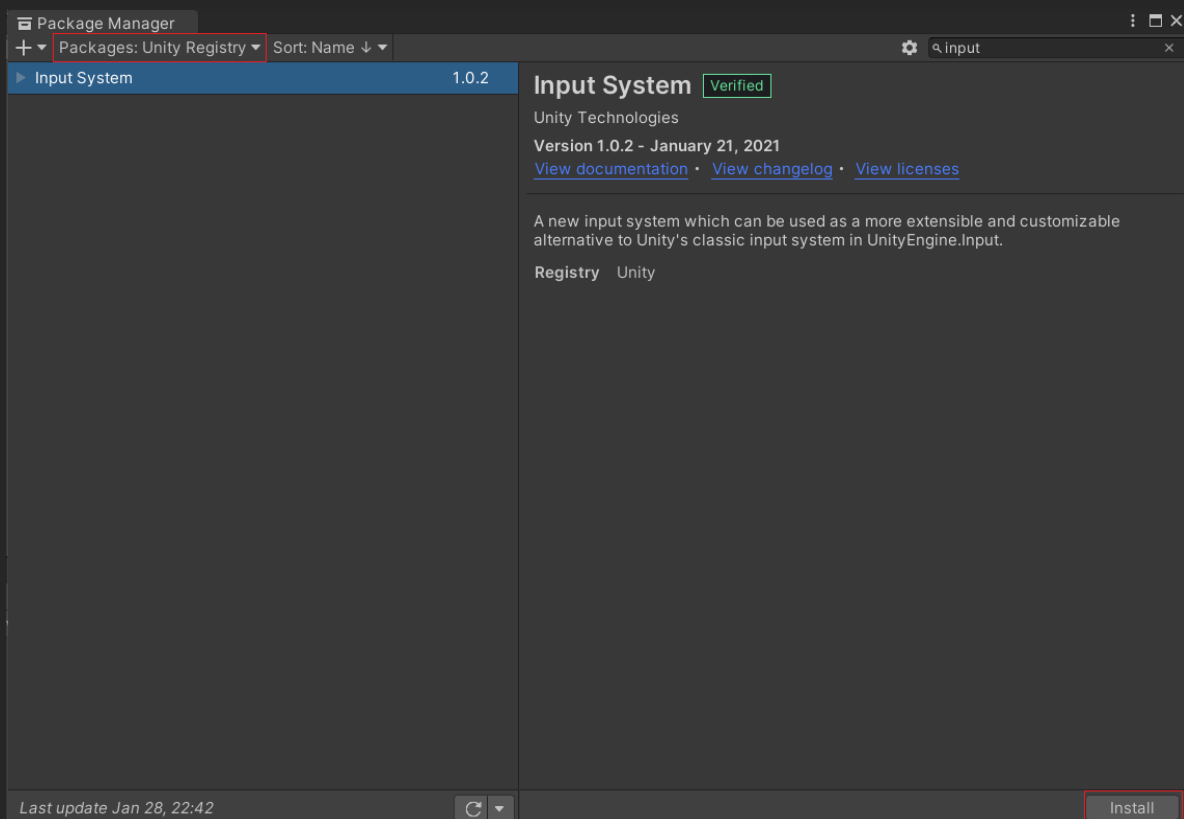 Package Manager
Packages: Unity Registry Sort: Name ↓ input
Input System 1.0.2
Input System Verified
Unity Technologies
Version 1.0.2 - January 21, 2021
View documentation • View changelog • View licenses
A new input system which can be used as a more extensible and customizable
alternative to Unity's classic input system in UnityEngine.Input.
Registry Unity
Last update Jan 28, 22:42
Install